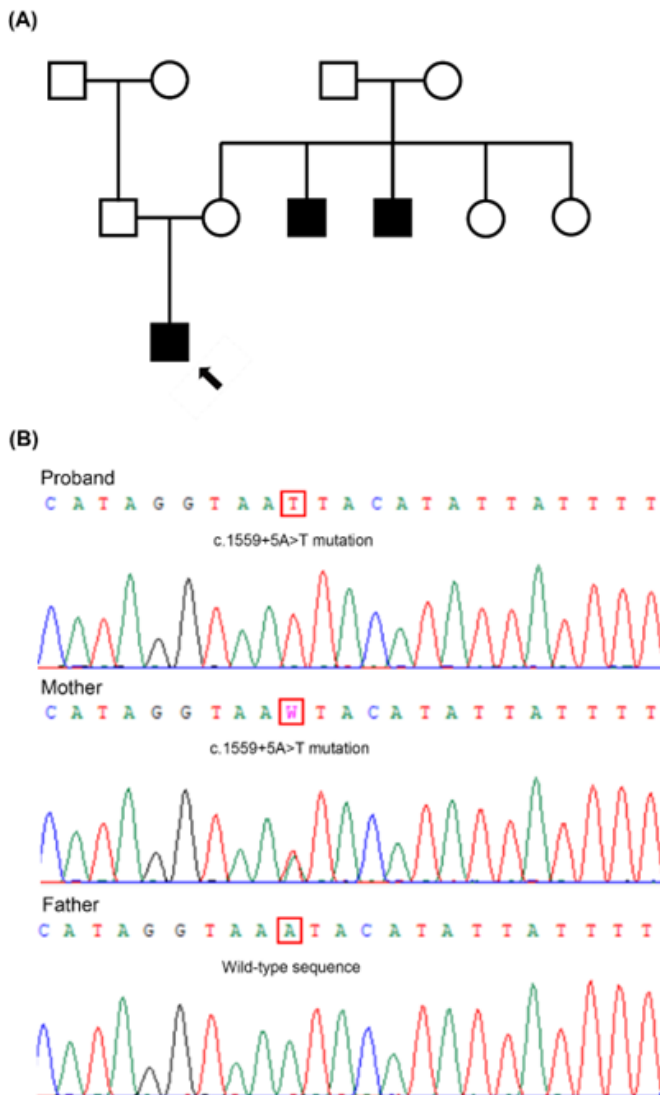 (A)
(B)
Proband
C A T A G G T A A T T A C A T A T T A T T T T
c.1559+5A>T mutation
Mother
C A T A G G T A A W T A C A T A T T A T T T T
c.1559+5A>T mutation
Father
C A T A G G T A A A T A C A T A T T A T T T T
Wild-type sequence